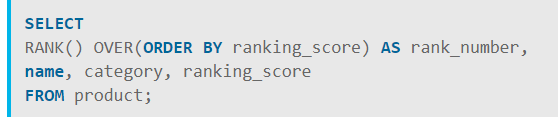 SELECT
RANK() OVER(ORDER BY ranking_score) AS rank_number,
name, category, ranking_score
FROM product;